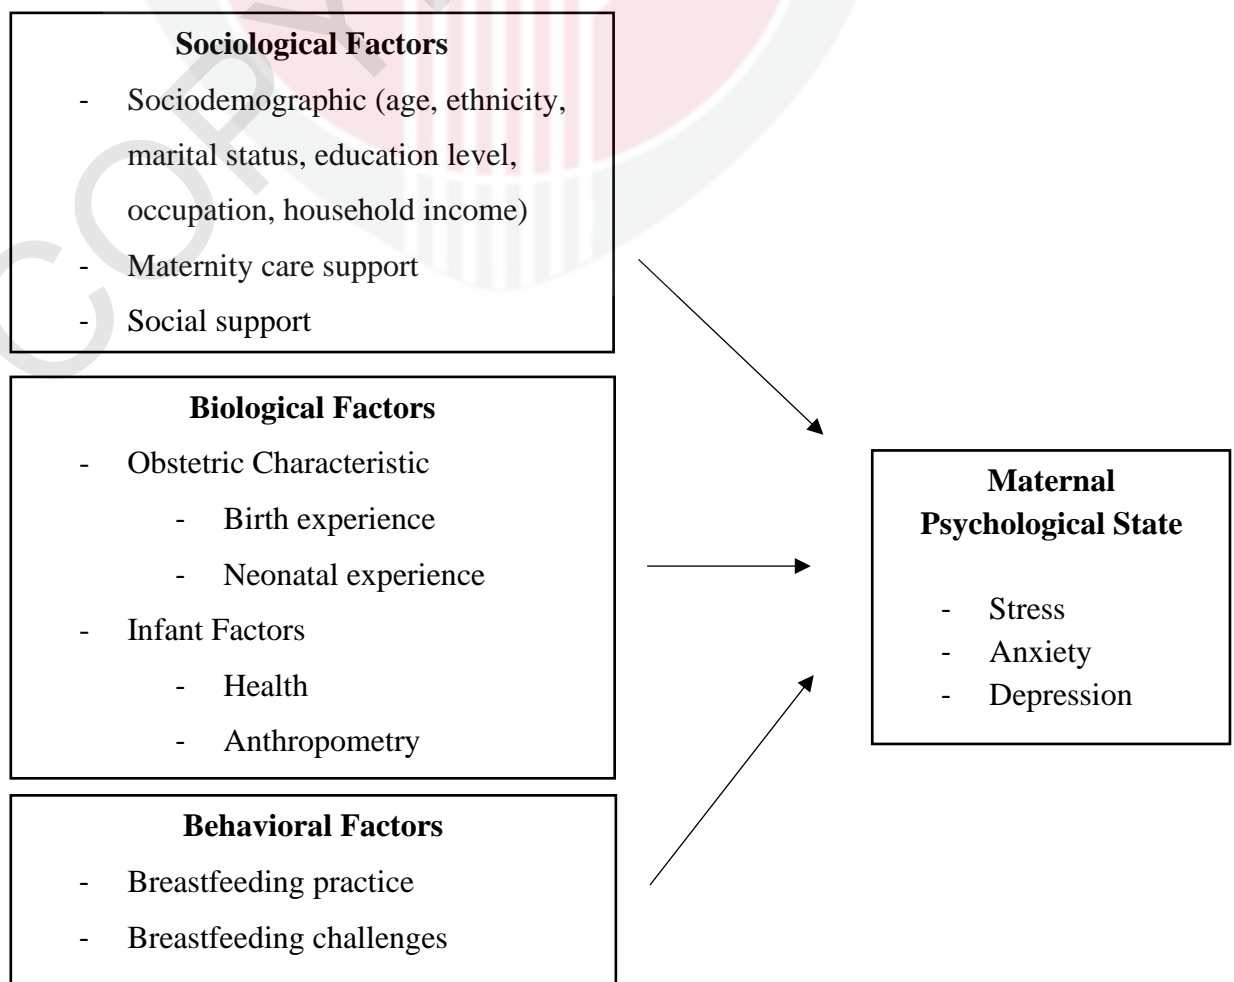 Sociological Factors
- Sociodemographic (age, ethnicity,
marital status, education level,
occupation, household income)
- Maternity care support
- Social support
Biological Factors
- Obstetric Characteristic
- Birth experience
- Neonatal experience
- Infant Factors
- Health
- Anthropometry
Behavioral Factors
- Breastfeeding practice
- Breastfeeding challenges
Maternal
Psychological State
- Stress
- Anxiety
- Depression
COPY